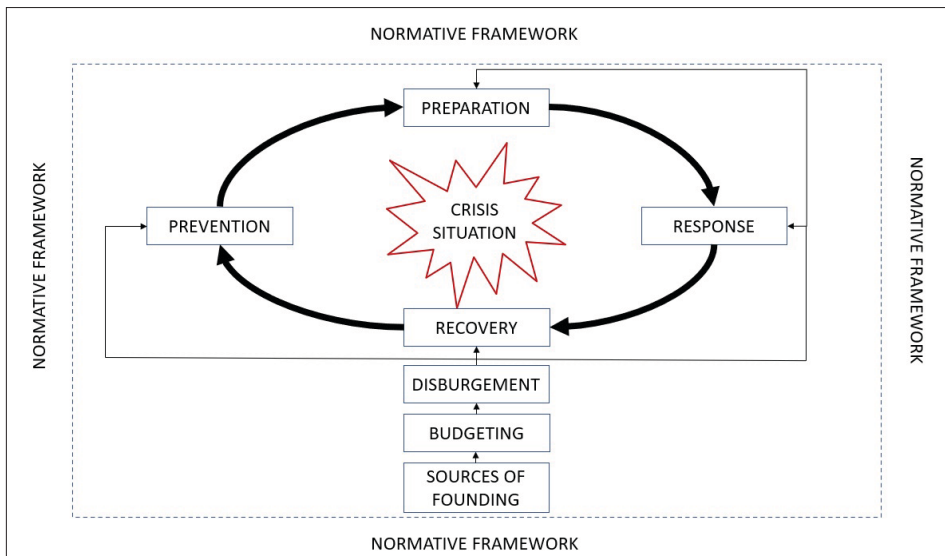 NORMATIVE FRAMEWORK
PREPARATION
NORMATIVE FRAMEWORK
PREVENTION
CRISIS
SITUATION
RESPONSE
NORMATIVE FRAMEWORK
RECOVERY
DISBURGEMENT
BUDGETING
SOURCES OF
FOUNDING
NORMATIVE FRAMEWORK